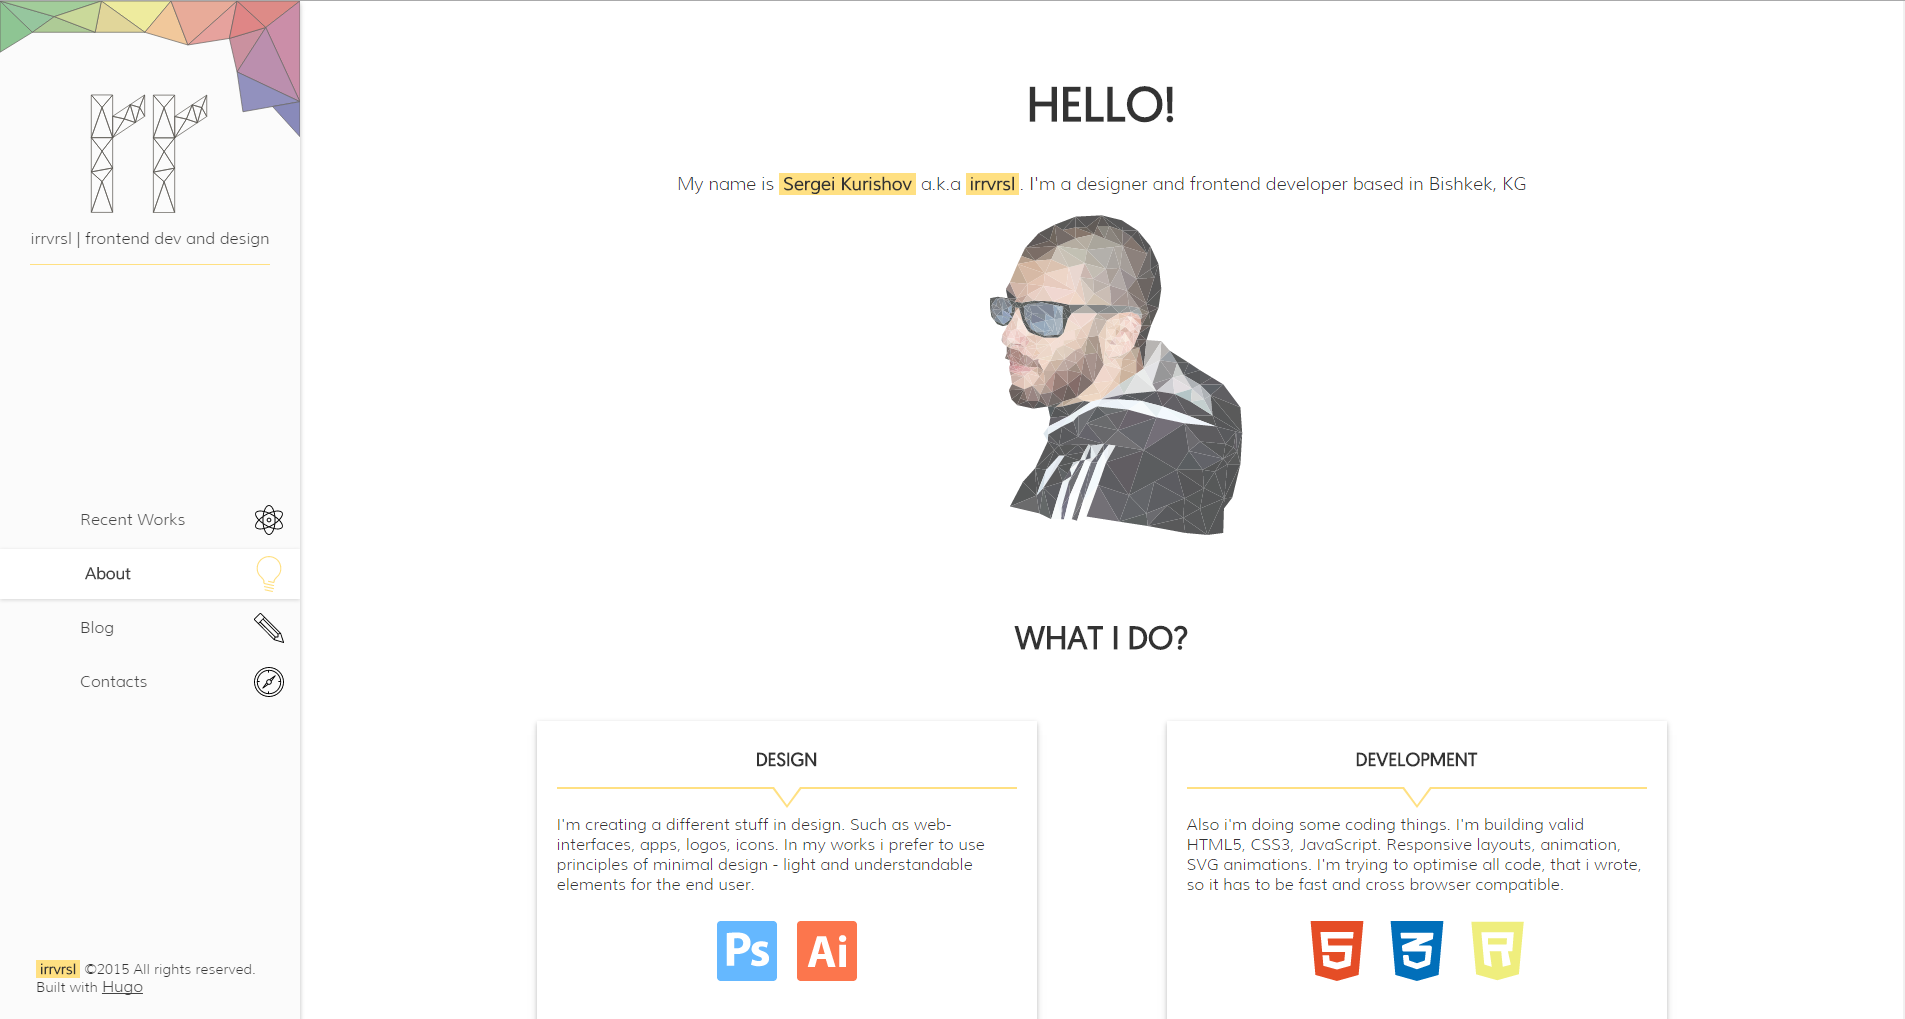 rr
irrvrsl | frontend dev and design
Recent Works
About
Blog
Contacts
irrvrsl ©2015 All rights reserved.
Built with Hugo
HELLO!
My name is Sergei Kurishov a.k.a irrvrsl. I'm a designer and frontend developer based in Bishkek, KG
WHAT I DO?
DESIGN
I'm creating a different stuff in design. Such as web-
interfaces, apps, logos, icons. In my works i prefer to use
principles of minimal design - light and understandable
elements for the end user.
Ps Ai
DEVELOPMENT
Also i'm doing some coding things. I'm building valid
HTML5, CSS3, JavaScript. Responsive layouts, animation,
SVG animations. I'm trying to optimise all code, that i wrote,
so it has to be fast and cross browser compatible.
5 3 R